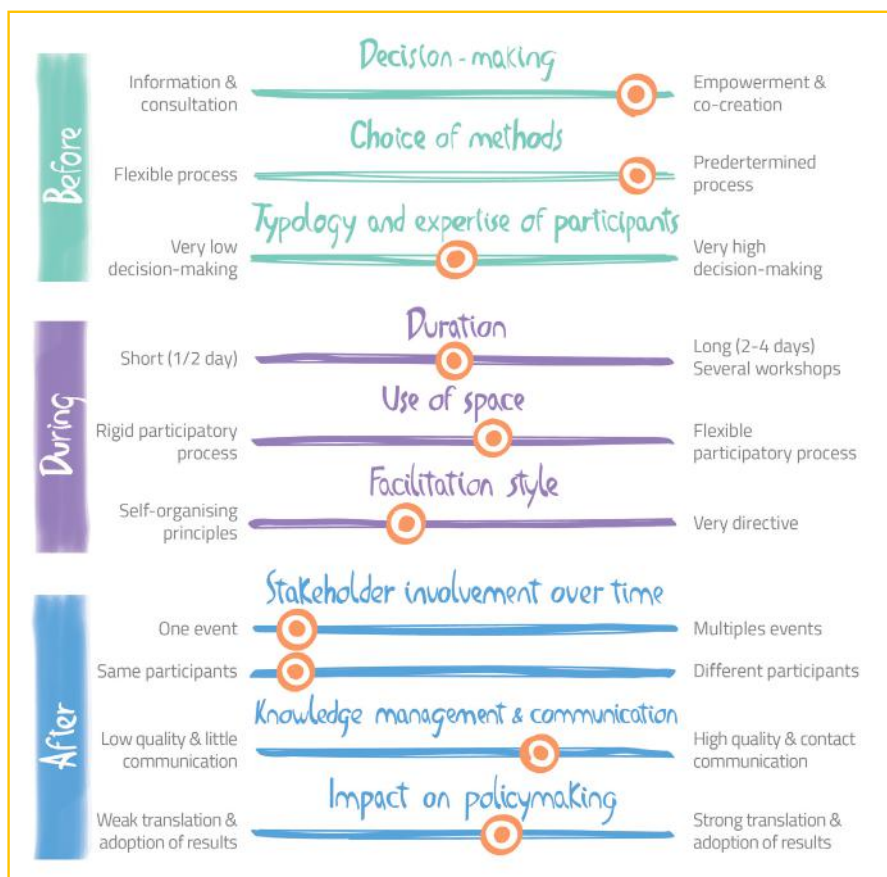 Before
Decision-making
Information &
consultation
Empowerment &
co-creation
Choice of methods
Flexible process
Predertermined
process
Typology and expertise of participants
Very low
decision-making
Very high
decision-making
During
Duration
Short (1/2 day)
Long (2-4 days)
Several workshops
Use of space
Rigid participatory
process
Flexible
participatory process
Facilitation style
Self-organising
principles
Very directive
After
Stakeholder involvement over time
One event
Multiples events
Same participants
Different participants
Knowledge management & communication
Low quality & little
communication
High quality & contact
communication
Impact on policymaking
Weak translation &
adoption of results
Strong translation &
adoption of results